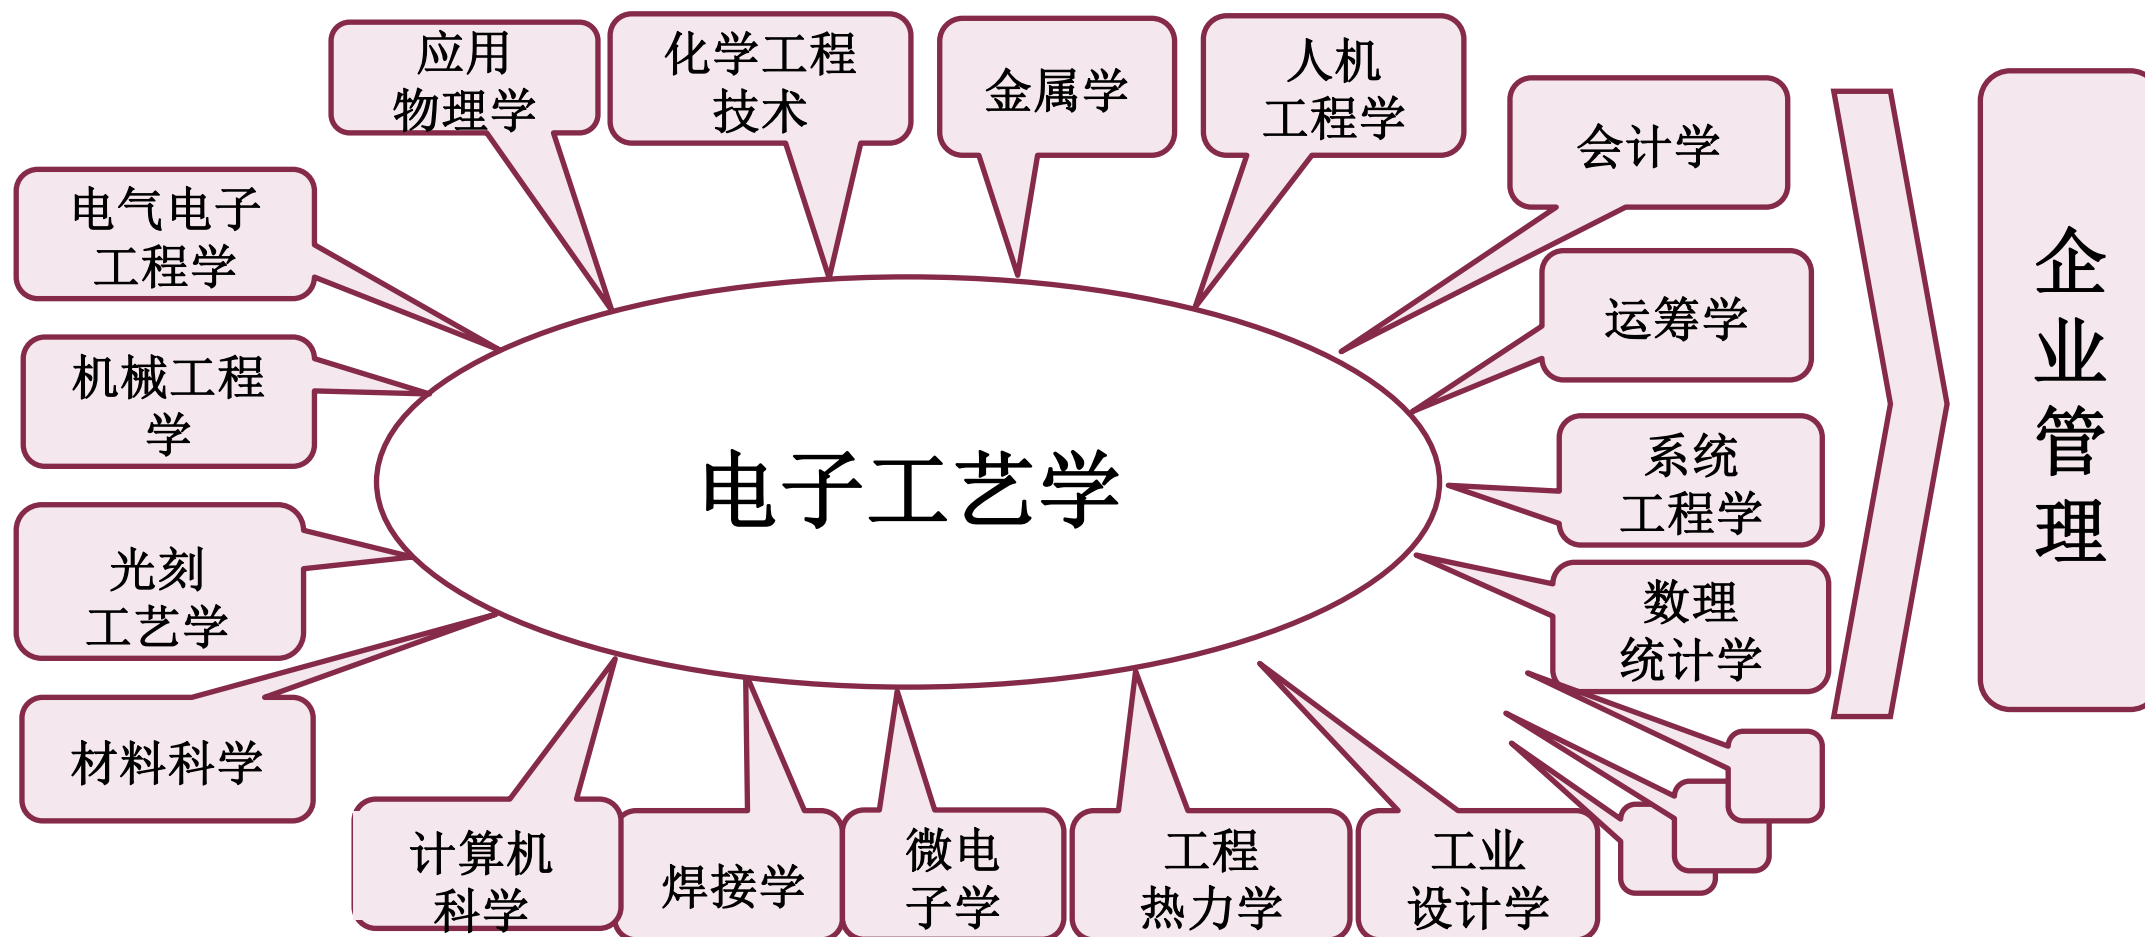 应用
物理学
化学工程
技术
金属学
人机
工程学
会计学
电气电子
工程学
运筹学
机械工程
学
系统
工程学
电子工艺学
光刻
工艺学
数理
统计学
材料科学
计算机
科学
焊接学
微电
子学
工程
热力学
工业
设计学
企
业
管
理